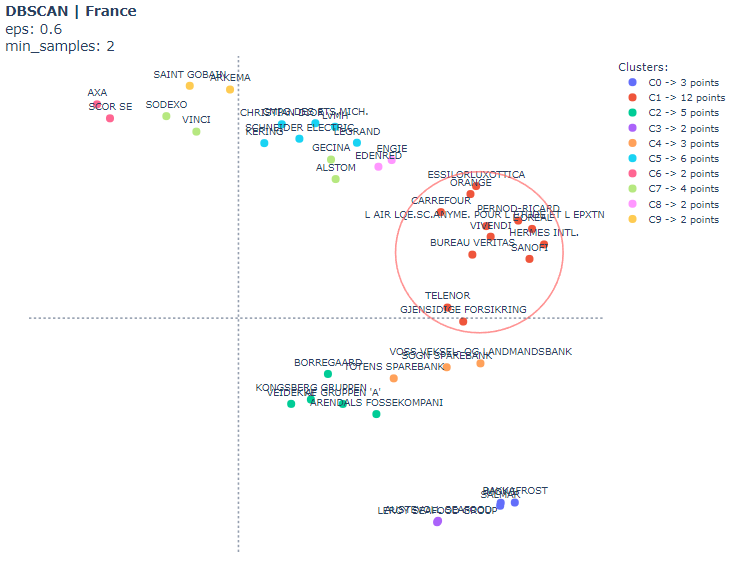 DBSCAN | France
eps: 0.6
min_samples: 2
Clusters:
C0 -> 3 points
C1 -> 12 points
C2 -> 5 points
C3 -> 2 points
C4 -> 3 points
C5 -> 6 points
C6 -> 2 points
C7 -> 4 points
C8 -> 2 points
C9 -> 2 points
SAINT GOBAIN
ARKEMA
AXA
SCOR SE
SODEXO
VINCI
CHRISTIAN DIOR
DES ETS.MICH.
LVMH
SCHNEIDER ELECTRIC
KERING
LEGRAND
GECINA
ENGIE
EDENRED
ALSTOM
ESSILORLUXOTTICA
ORANGE
CARREFOUR
PERNOD-RICARD
L AIR LQE.SC.ANYME. POUR L ET L EPXTN
VIVENDI
HERMES INTL.
BUREAU VERITAS
SANOFI
TELENOR
GJENSIDIGE FORSIKRING
VOSS VEKSEL- OG LANDMANDSBANK
SOGN SPAREBANK
TOTENS SPAREBANK
BORREGAARD
KONGSBERG GRUPPEN
VEIDEKKE GRUPPEN 'A'
ARENDALS FOSSEKOMPANI
BAKKAFROST
SALMAR
AUSTEVOLL SEAFOOD
LEROY SEAFOOD GROUP